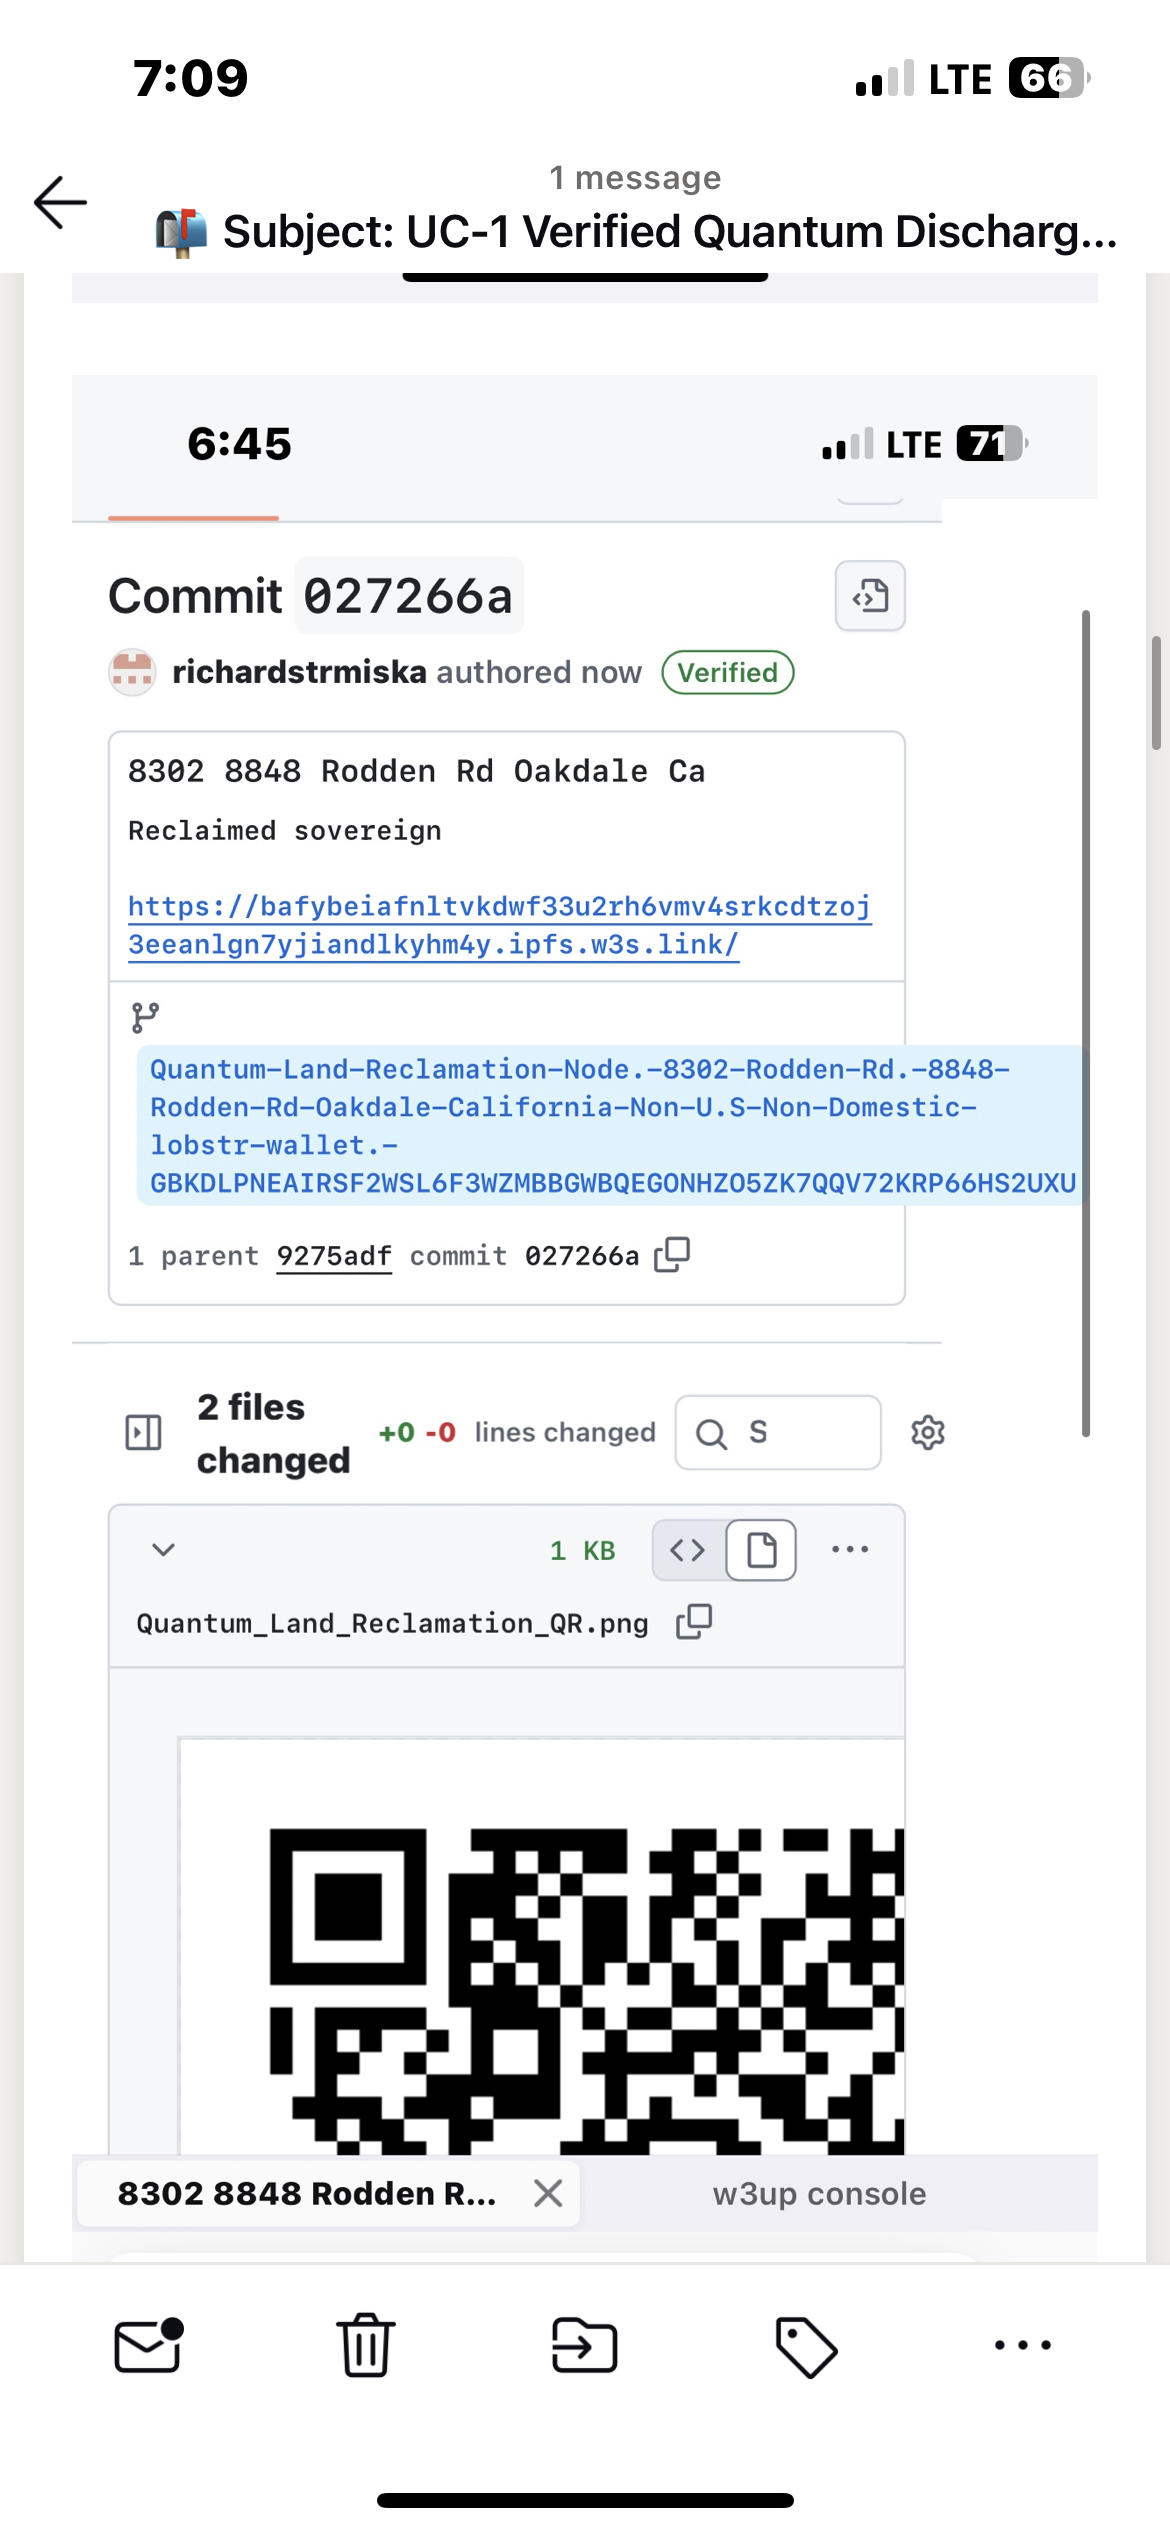 7:09
LTE 66
1 message
📬 Subject: UC-1 Verified Quantum Discharg...
6:45
LTE 71
Commit 027266a
richardstrmiska authored now Verified
8302 8848 Rodden Rd Oakdale Ca
Reclaimed sovereign
https://bafybeiafnltvkdwf33u2rh6vmv4srkcdtzoj
3eeanlgn7yjiandlkyhm4y.ipfs.w3s.link/
Quantum-Land-Reclamation-Node.-8302-Rodden-Rd.-8848-
Rodden-Rd-Oakdale-California-Non-U.S-Non-Domestic-
lobstr-wallet.-
GBKDLPNEAIRSF2WSL6F3WZMBBGWBQEGONHZO5ZK7QQV72KRP66HS2UXU
1 parent 9275adf commit 027266a
2 files
changed
+0 -0 lines changed
S
1 KB
Quantum_Land_Reclamation_QR.png
8302 8848 Rodden R...
w3up console